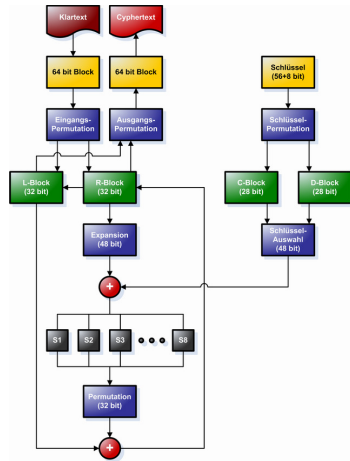 Klartext
Cyphertext
64 bit Block
64 bit Block
Schlüssel
(56+8 bit)
Eingangs-
Permutation
Ausgangs-
Permutation
Schlüssel-
Permutation
L-Block
(32 bit)
R-Block
(32 bit)
C-Block
(28 bit)
D-Block
(28 bit)
Expansion
(48 bit)
Schlüssel-
Auswahl
(48 bit)
+
S1
S2
S3
S8
Permutation
(32 bit)
+